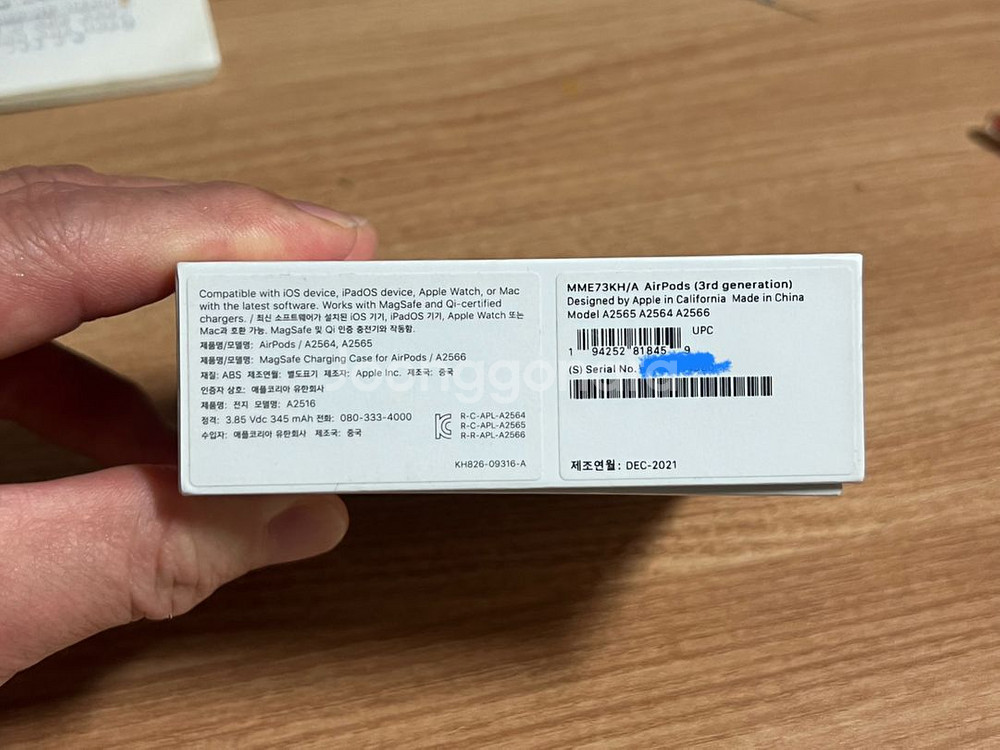 Compatible with iOS device, iPadOS device, Apple Watch, or Mac
with the latest software. Works with MagSafe and Qi-certified
chargers. / 최신 소프트웨어가 설치된 iOS 기기, iPadOS 기기, Apple Watch 또는
Mac과 호환 가능. MagSafe 및 Qi 인증 충전기와 작동함.
제품명/모델명: AirPods / A2564, A2565
제품명/모델명: MagSafe Charging Case for AirPods / A2566
재질: ABS 제조연월: 별도표기 제조자: Apple Inc. 제조국: 중국
인증자 상호: 애플코리아 유한회사
제품명: 전지 모델명: A2516
정격: 3.85 Vdc 345 mAh 전화: 080-333-4000
수입자: 애플코리아 유한회사 제조국: 중국
R-C-APL-A2564
R-C-APL-A2565
R-R-APL-A2566
KH826-09316-A
MME73KH/A AirPods (3rd generation)
Designed by Apple in California Made in China
Model A2565 A2564 A2566
UPC
1 94252 81845 9
(S) Serial No.
제조연월: DEC-2021